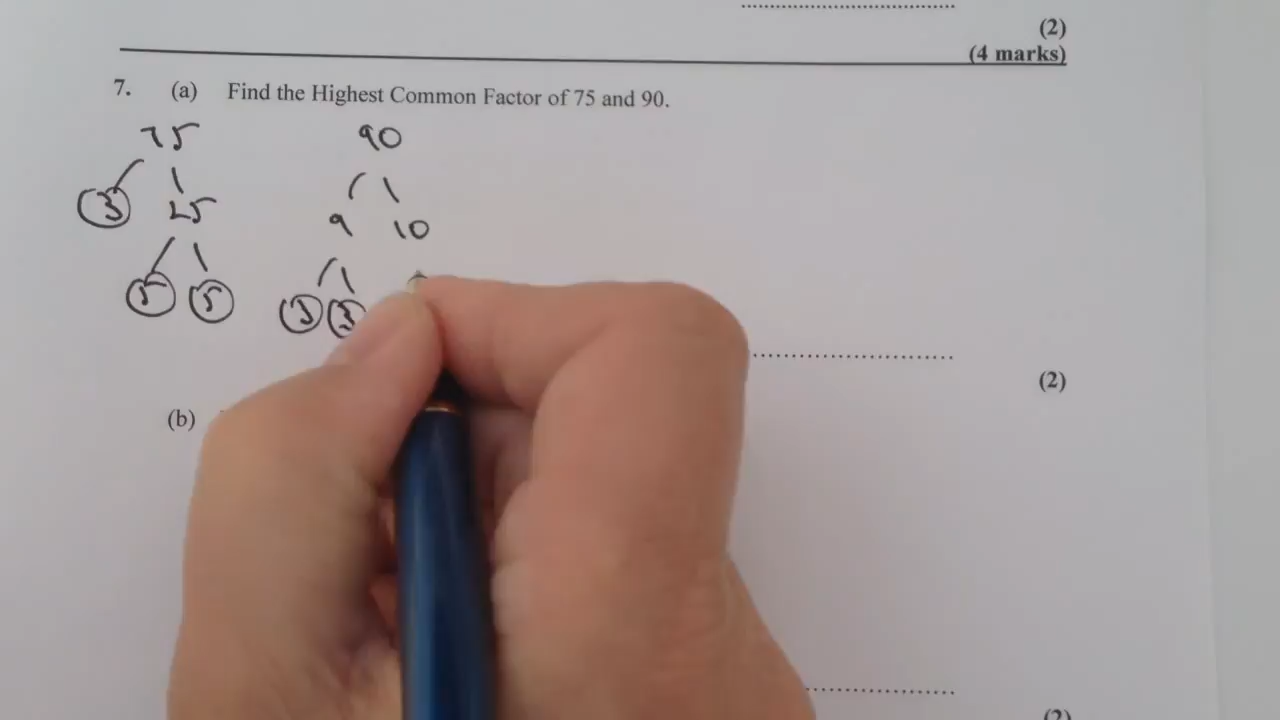 (2)
(4 marks)
7. (a) Find the Highest Common Factor of 75 and 90.
75 90
3 25 9 10
5 5 3 3
(2)
(b)
(2)